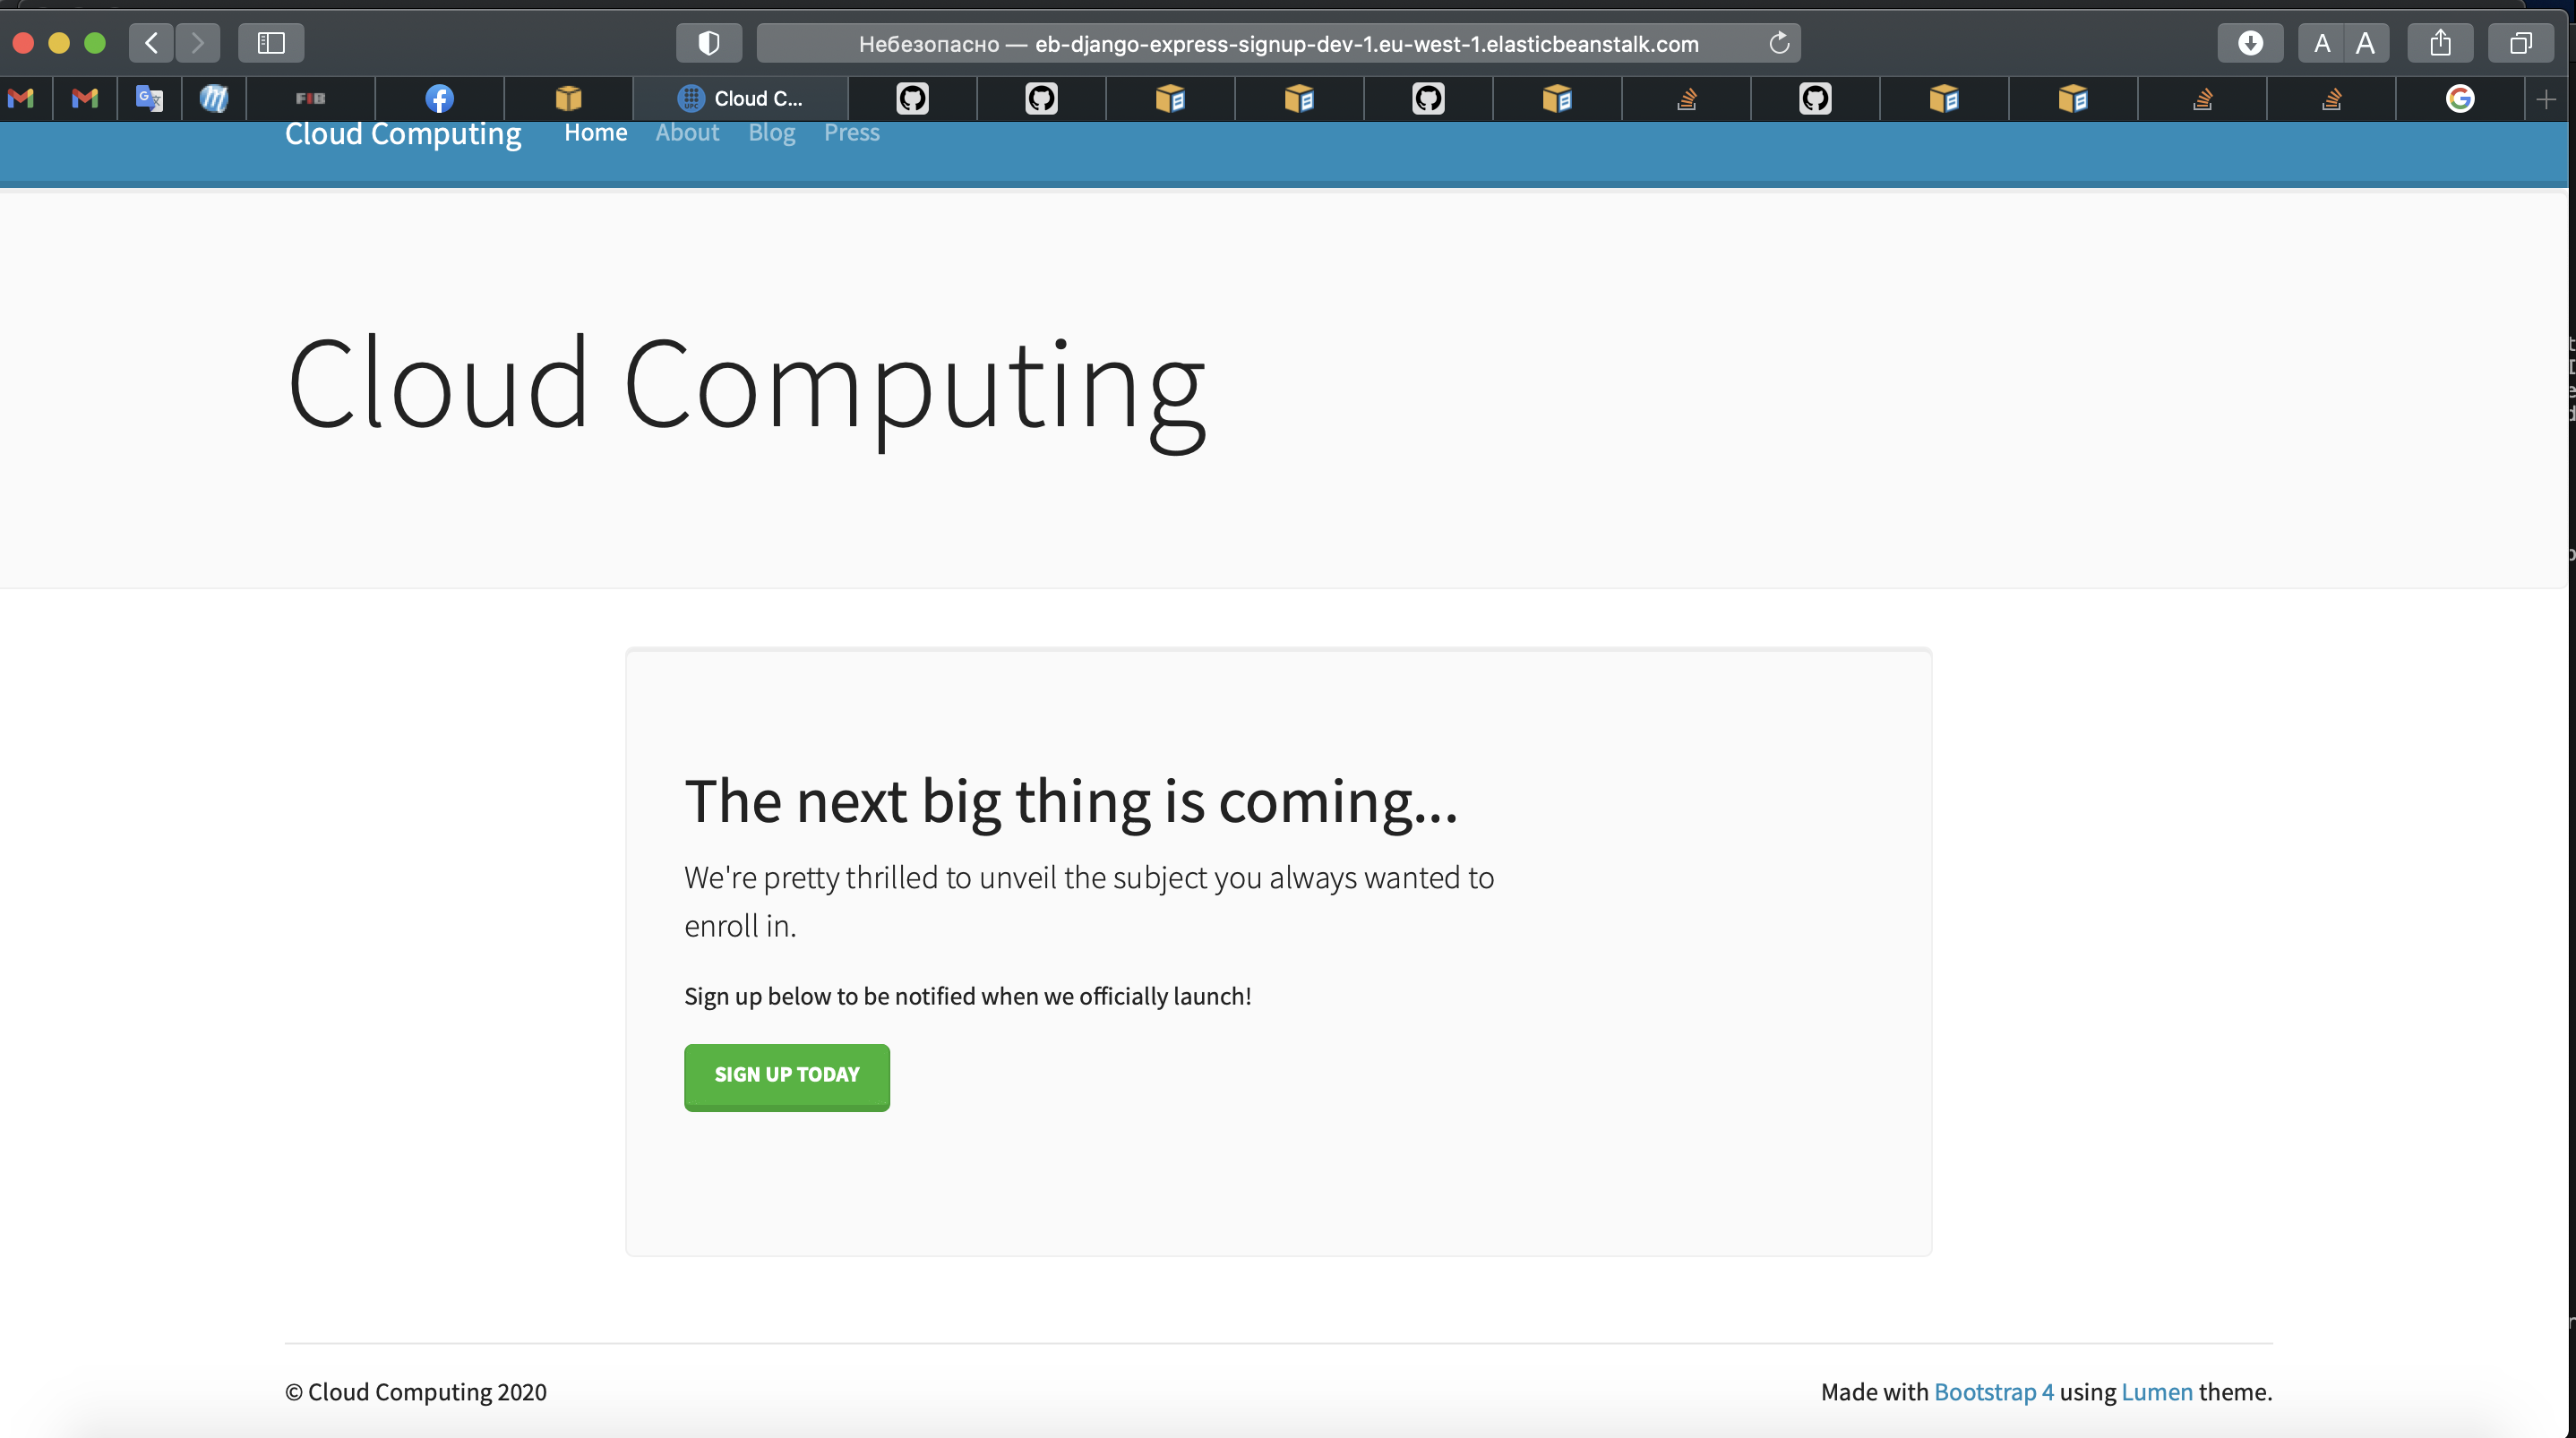 Небезопасно — eb-django-express-signup-dev-1.eu-west-1.elasticbeanstalk.com
A A
FIB
Cloud C...
Cloud Computing Home About Blog Press
Cloud Computing
The next big thing is coming...
We're pretty thrilled to unveil the subject you always wanted to
enroll in.
Sign up below to be notified when we officially launch!
SIGN UP TODAY
© Cloud Computing 2020
Made with Bootstrap 4 using Lumen theme.